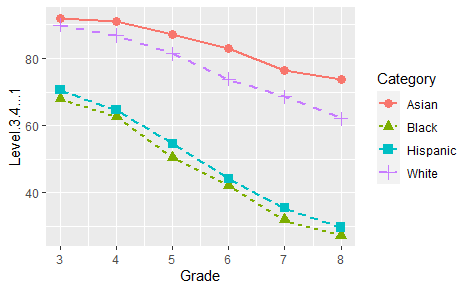 80
60
40
Level.3.4...1
3 4 5 6 7 8
Grade
Category
Asian
Black
Hispanic
White